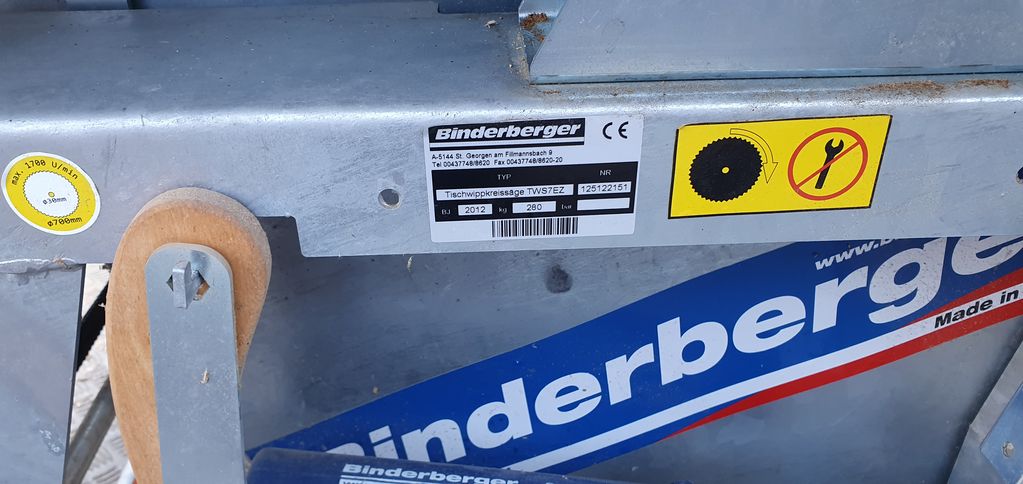 max. 1700 U/min
ø30mm
ø700mm
Binderberger CE
A-5144 St. Georgen am Fillmannsbach 9
Tel 00437748/8620 Fax 00437748/8620-20
TYP NR
Tischwippkreissäge TWS7EZ 125122151
BJ 2012 kg 280 bar
www.b
Binderberge
Made in
Binderberger